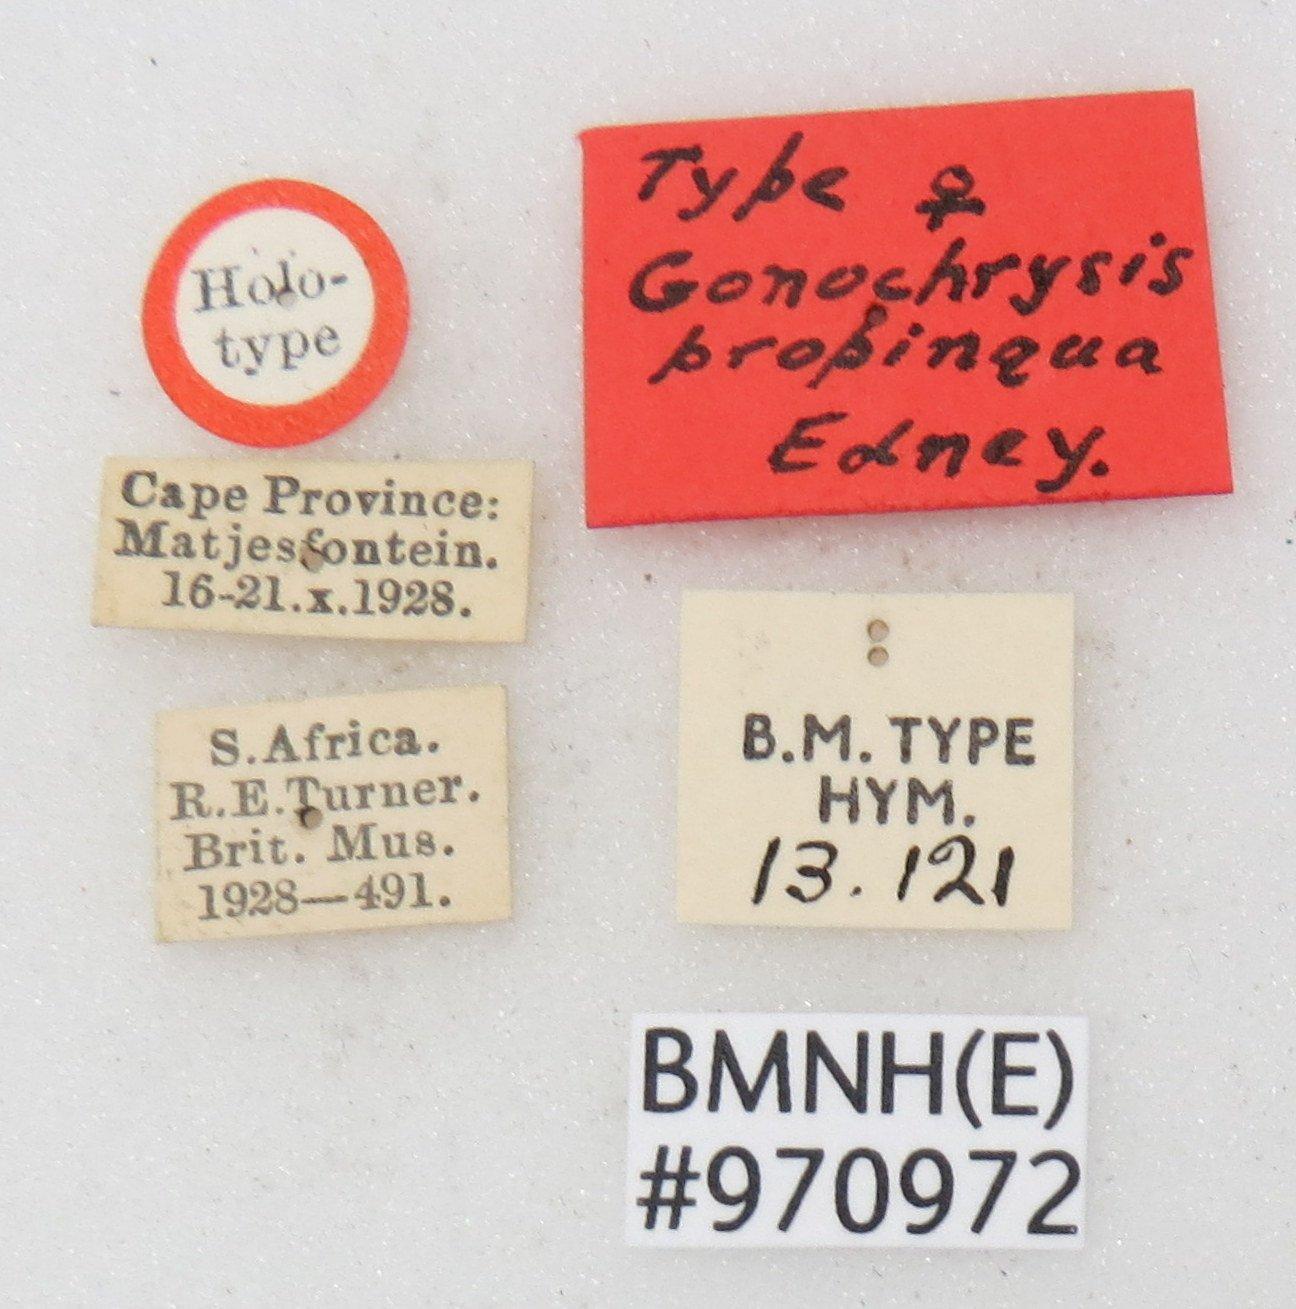 Holo-
type
Type ♀
Gonochrysis
propinqua
Edney.
Cape Province:
Matjesfontein.
16-21.x.1928.
S. Africa.
R.E.Turner.
Brit. Mus.
1928—491.
B.M. TYPE
HYM.
13.121
BMNH(E)
#970972